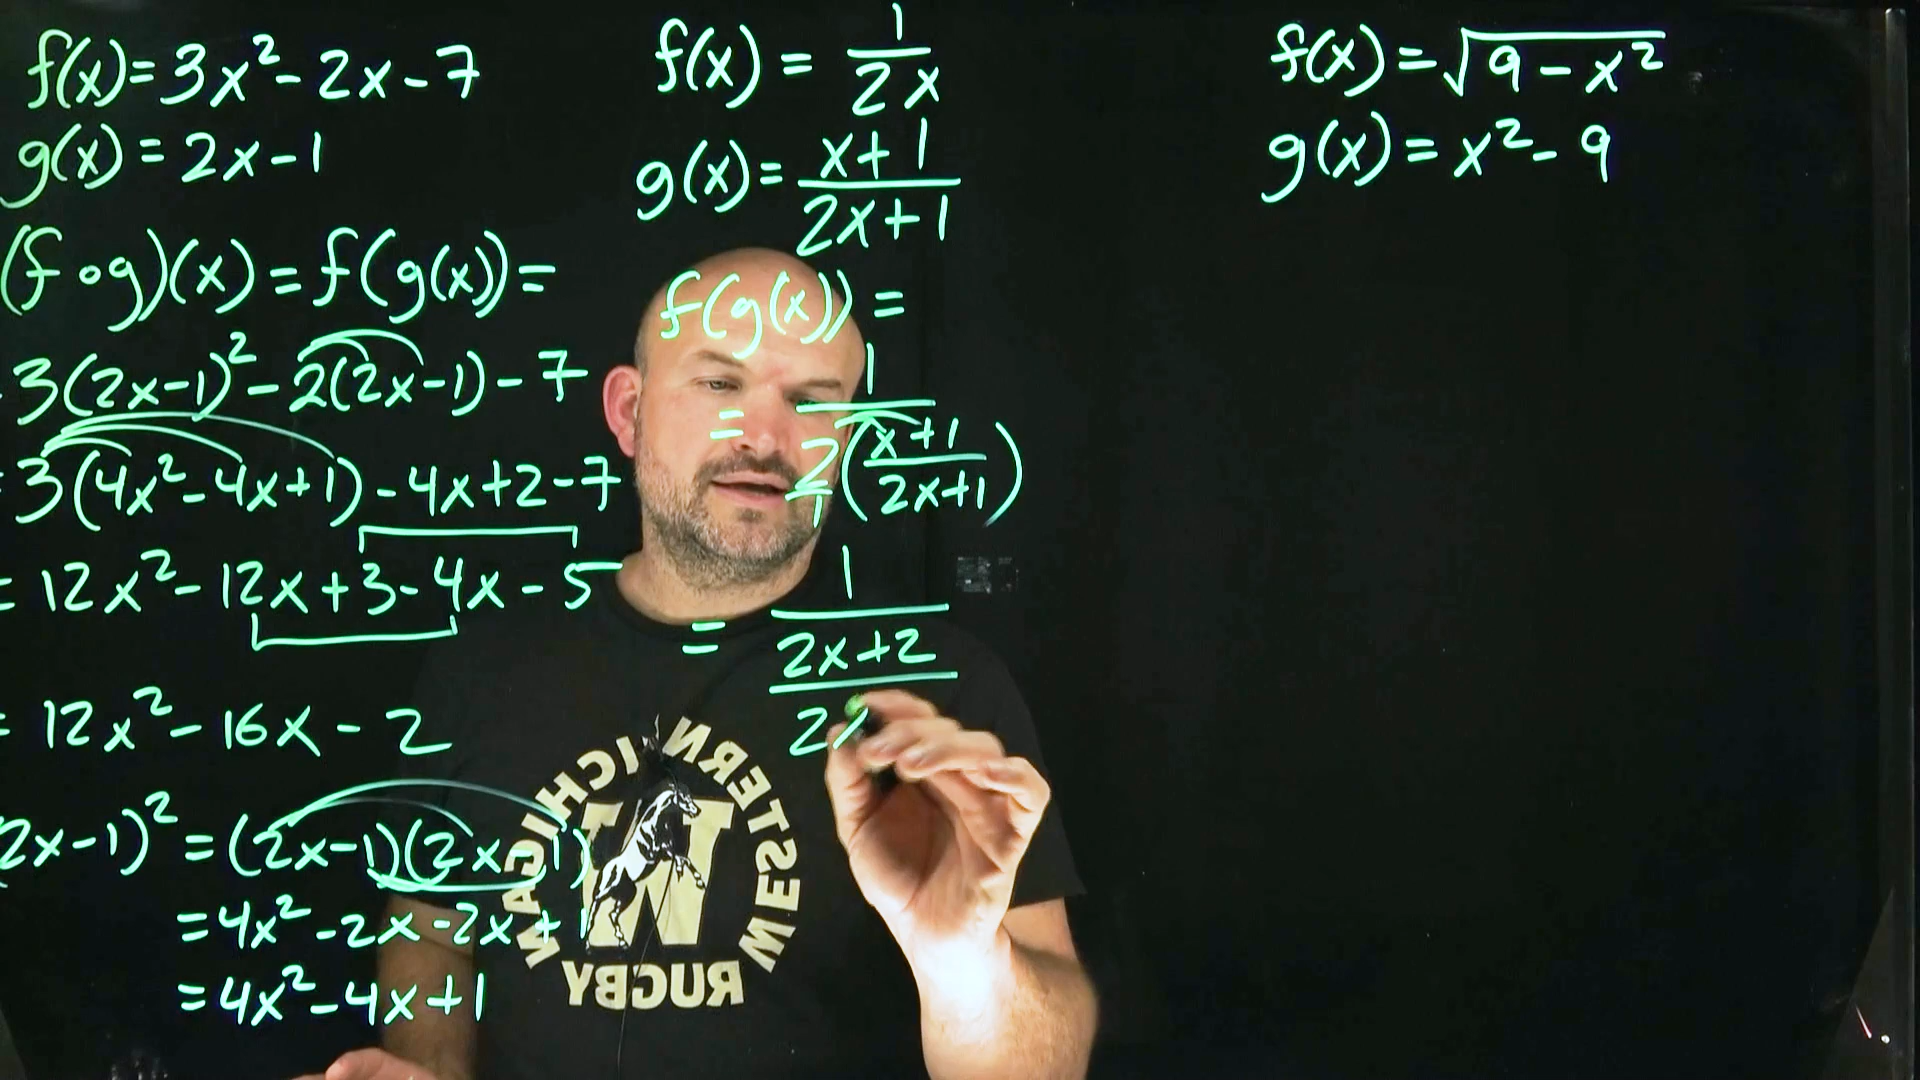 f(x)=3x²-2x-7
g(x)=2x-1
(f∘g)(x)=f(g(x))=
3(2x-1)²-2(2x-1)-7
=3(4x²-4x+1)-4x+2-7
=12x²-12x+3-4x-5
=12x²-16x-2
(2x-1)²=(2x-1)(2x-1)
=4x²-2x-2x+1
=4x²-4x+1
f(x)=1/2x
g(x)=x+1/2x+1
f(g(x))=
=1/2/1(x+1/2x+1)
=1/2x+2/2x
f(x)=√9-x²
g(x)=x²-9
WESTERN MICHIGAN
W
RUGBY